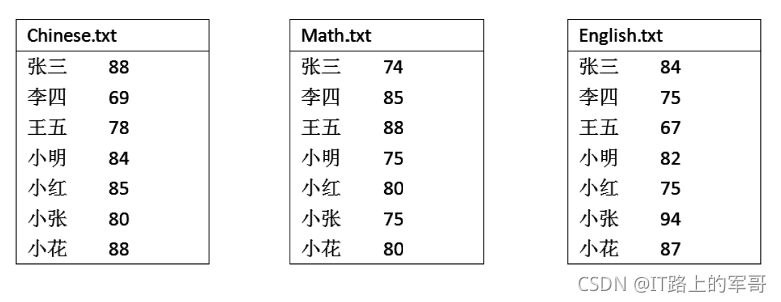 Chinese.txt
张三 88
李四 69
王五 78
小明 84
小红 85
小张 80
小花 88
Math.txt
张三 74
李四 85
王五 88
小明 75
小红 80
小张 75
小花 80
English.txt
张三 84
李四 75
王五 67
小明 82
小红 75
小张 94
小花 87
CSDN @IT路上的军哥